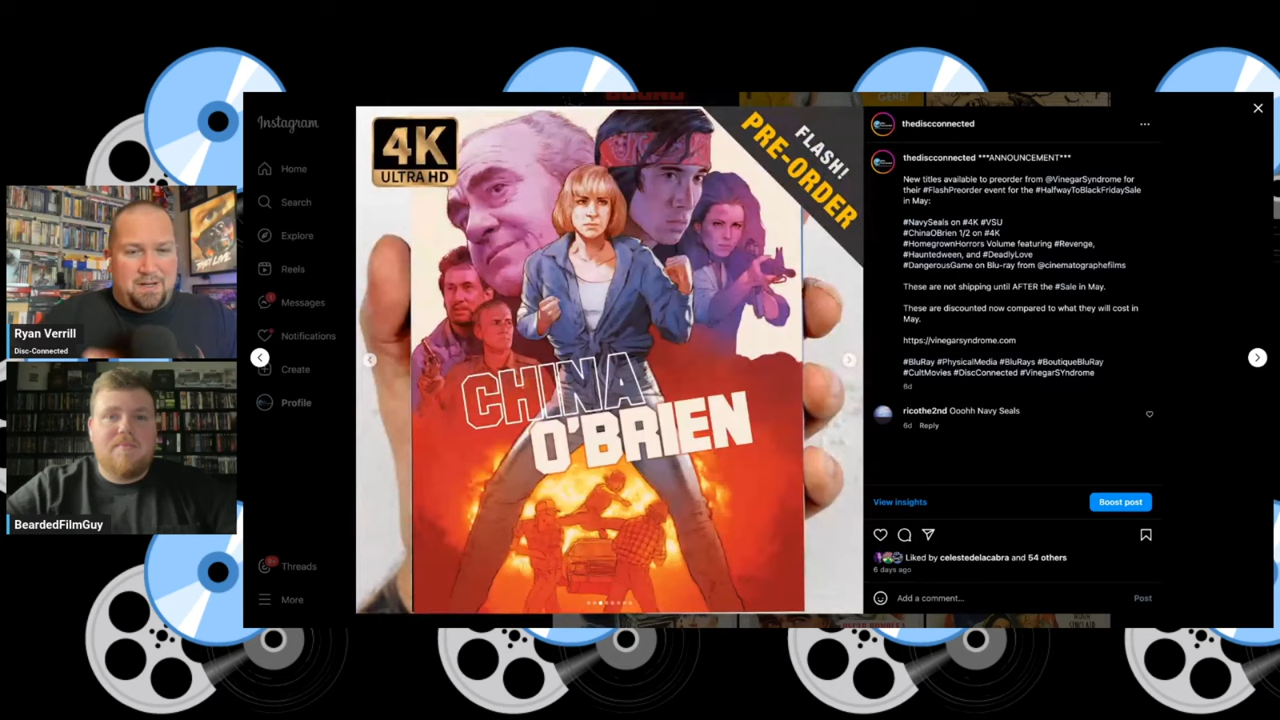 GENET
Instagram
Home
Search
Explore
Reels
Messages
Notifications
Create
Profile
Threads
More
4K
ULTRA HD
FLASH!
PRE-ORDER
CHINA
O'BRIEN
thediscconnected
thediscconnected ***ANNOUNCEMENT***
New titles available to preorder from @VinegarSyndrome for
their #FlashPreorder event for the #HalfwayToBlackFridaySale
in May:
#NavySeals on #4K #VSU
#ChinaOBrien 1/2 on #4K
#HomegrownHorrors Volume featuring #Revenge,
#Hauntedween, and #DeadlyLove
#DangerousGame on Blu-ray from @cinematographefilms
These are not shipping until AFTER the #Sale in May.
These are discounted now compared to what they will cost in
May.
https://vinegarsyndrome.com
#BluRay #PhysicalMedia #BluRays #BoutiqueBluRay
#CultMovies #DiscConnected #VinegarSYndrome
6d
ricothe2nd Ooohh Navy Seals
6d Reply
View insights
Boost post
Liked by celestedelacabra and 54 others
6 days ago
Add a comment...
Post
Ryan Verrill
Disc-Connected
BeardedFilmGuy